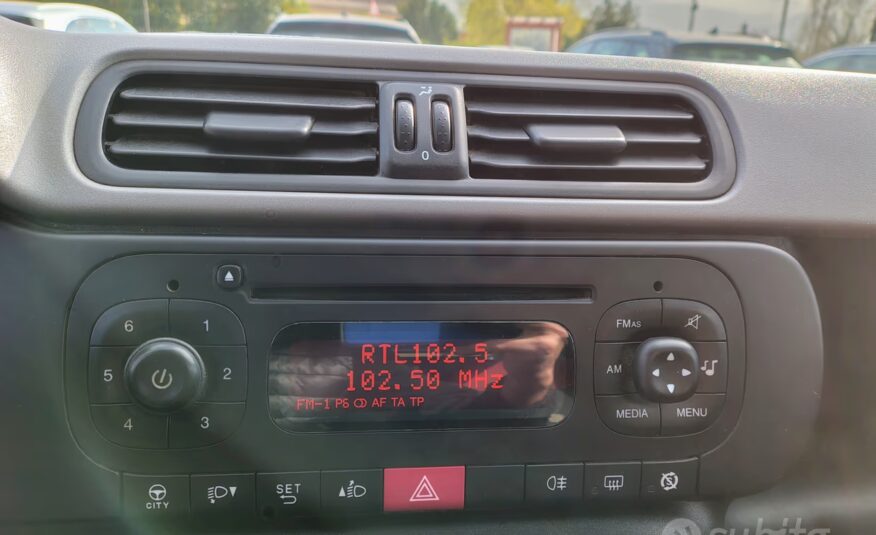 0
6 1
5 2
4 3
RTL102.5
102.50 MHz
FM-1 P6 AF TA TP
FMAS
AM
MEDIA MENU
CITY
SET
subito